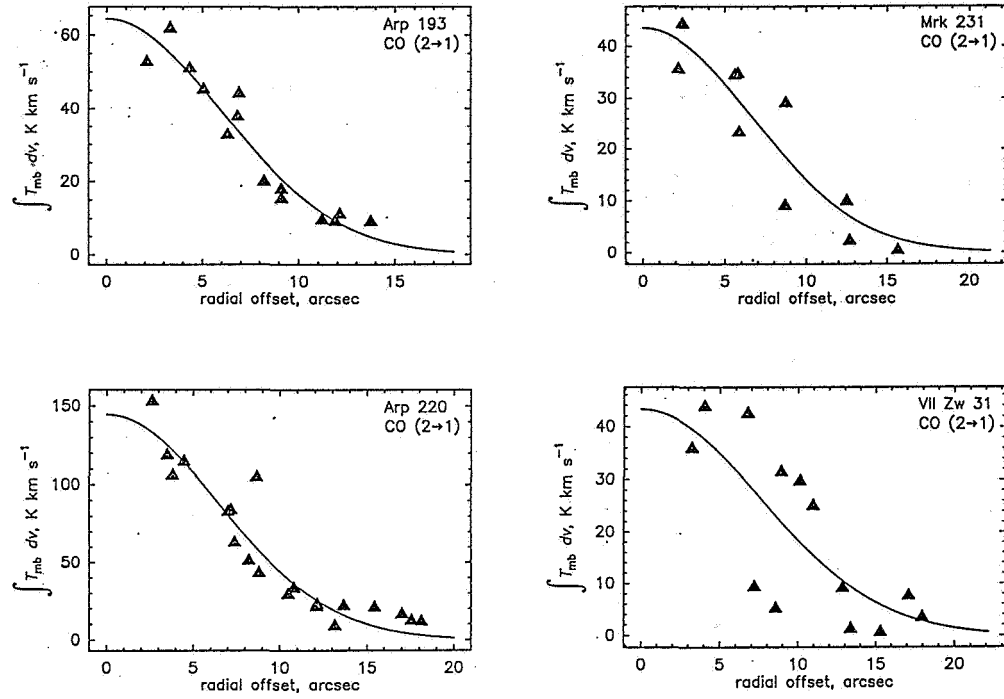 Arp 193
CO (2→1)
60
40
20
0
∫ Tmb dv, K km s⁻¹
0 5 10 15
radial offset, arcsec
Mrk 231
CO (2→1)
40
30
20
10
0
∫ Tmb dv, K km s⁻¹
0 5 10 15 20
radial offset, arcsec
Arp 220
CO (2→1)
150
100
50
0
∫ Tmb dv, K km s⁻¹
0 5 10 15 20
radial offset, arcsec
VII Zw 31
CO (2→1)
40
30
20
10
0
∫ Tmb dv, K km s⁻¹
0 5 10 15 20
radial offset, arcsec